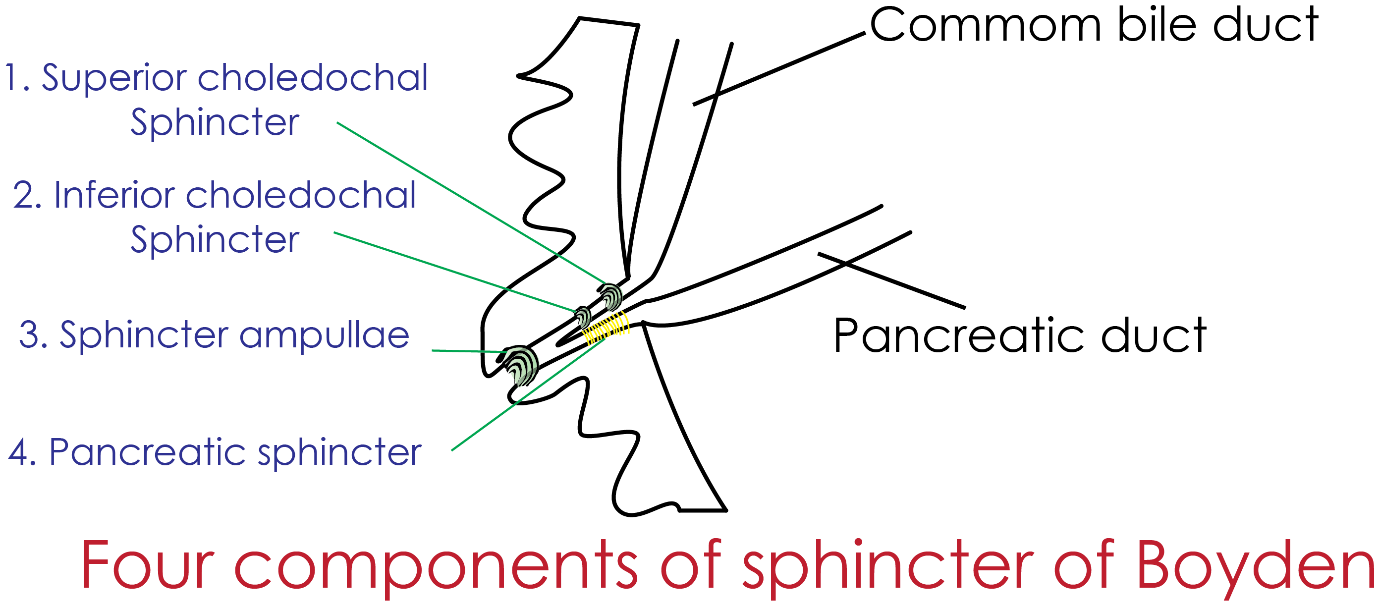 Commom bile duct
1. Superior choledochal
Sphincter
2. Inferior choledochal
Sphincter
3. Sphincter ampullae
Pancreatic duct
4. Pancreatic sphincter
Four components of sphincter of Boyden